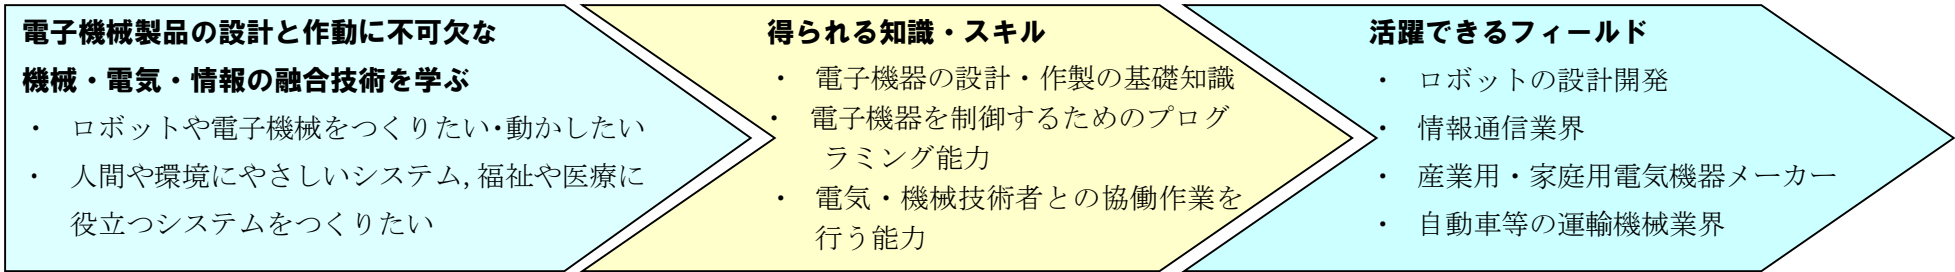 電子機械製品の設計と作動に不可欠な
機械・電気・情報の融合技術を学ぶ
・ ロボットや電子機械をつくりたい・動かしたい
・ 人間や環境にやさしいシステム,福祉や医療に
役立つシステムをつくりたい
得られる知識・スキル
・ 電子機器の設計・作製の基礎知識
・ 電子機器を制御するためのプログ
ラミング能力
・ 電気・機械技術者との協働作業を
行う能力
活躍できるフィールド
・ ロボットの設計開発
・ 情報通信業界
・ 産業用・家庭用電気機器メーカー
・ 自動車等の運輸機械業界